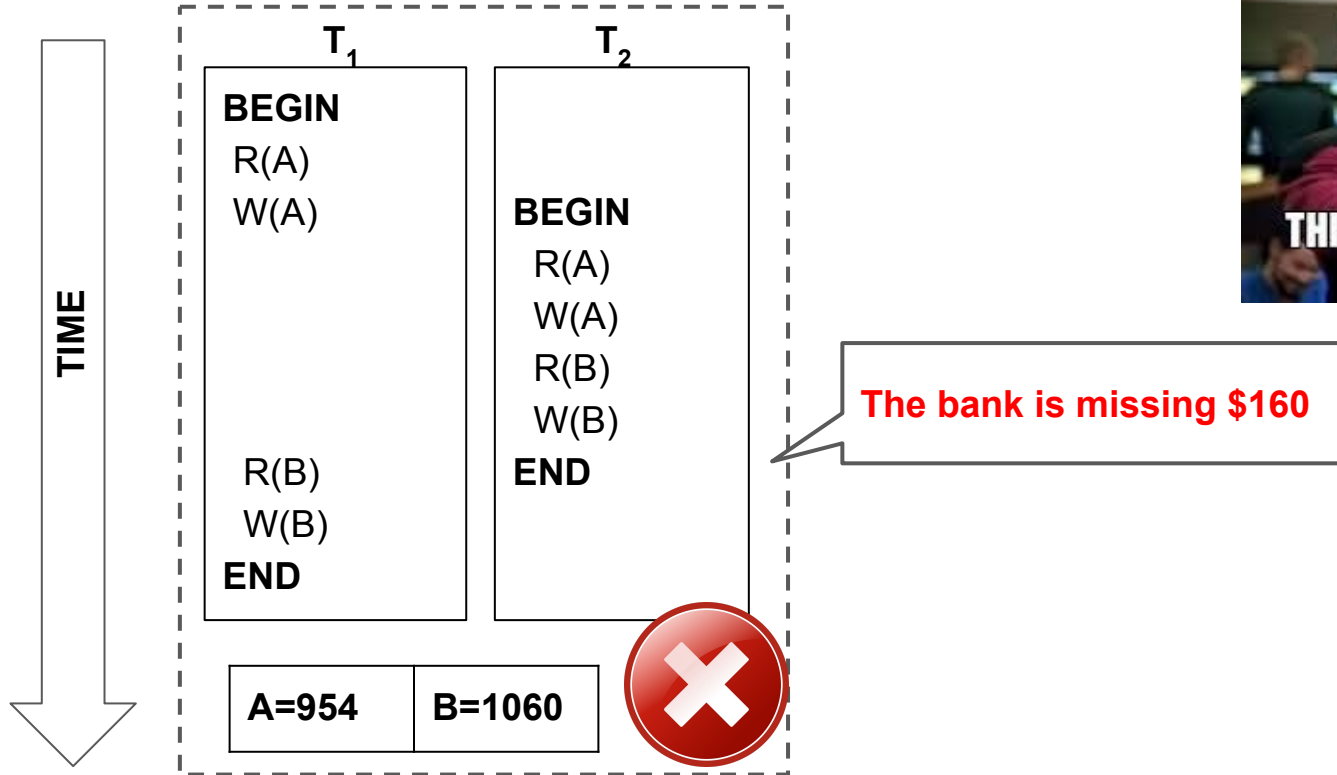 T1 T2
BEGIN
R(A)
W(A) BEGIN
R(A)
W(A)
R(B)
W(B)
R(B) END
W(B)
END
TIME
A=954 B=1060
The bank is missing $160